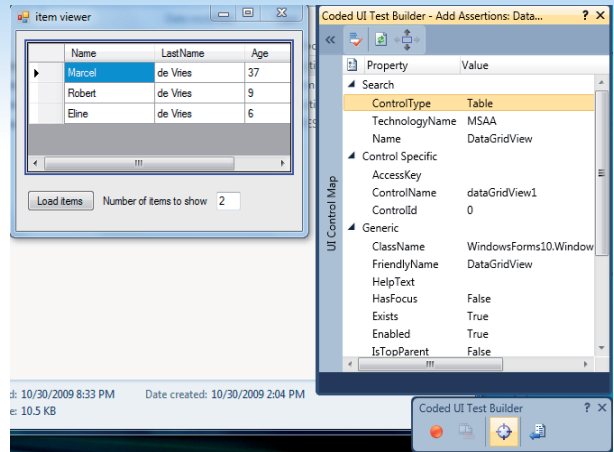 item viewer
Name LastName Age
Marcel de Vries 37
Robert de Vries 9
Eline de Vries 6
Load items Number of items to show 2
Coded UI Test Builder - Add Assertions: Data... ? X
Property Value
Search
ControlType Table
TechnologyName MSAA
Name DataGridView
Control Specific
AccessKey
ControlName dataGridView1
ControlId 0
Generic
ClassName WindowsForms10.Window
FriendlyName DataGridView
HelpText
HasFocus False
Exists True
Enabled True
IsTopParent False
UI Control Map
d: 10/30/2009 8:33 PM Date created: 10/30/2009 2:04 PM
e: 10.5 KB
Coded UI Test Builder ? X